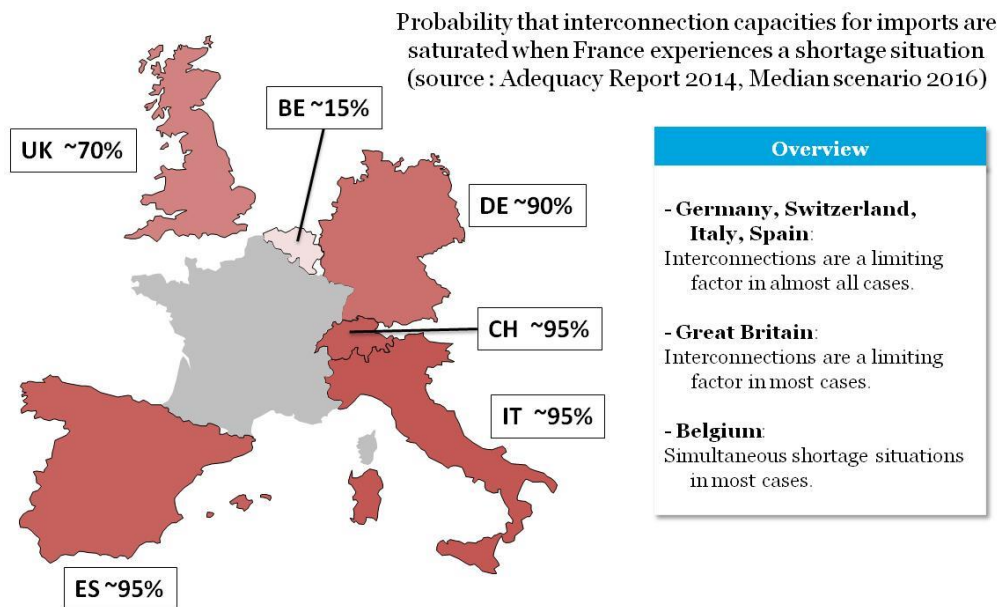 Probability that interconnection capacities for imports are
saturated when France experiences a shortage situation
(source : Adequacy Report 2014, Median scenario 2016)
BE ~15%
UK ~70%
DE ~90%
CH ~95%
IT ~95%
ES ~95%
Overview
- Germany, Switzerland,
Italy, Spain:
Interconnections are a limiting
factor in almost all cases.
- Great Britain:
Interconnections are a limiting
factor in most cases.
- Belgium:
Simultaneous shortage situations
in most cases.